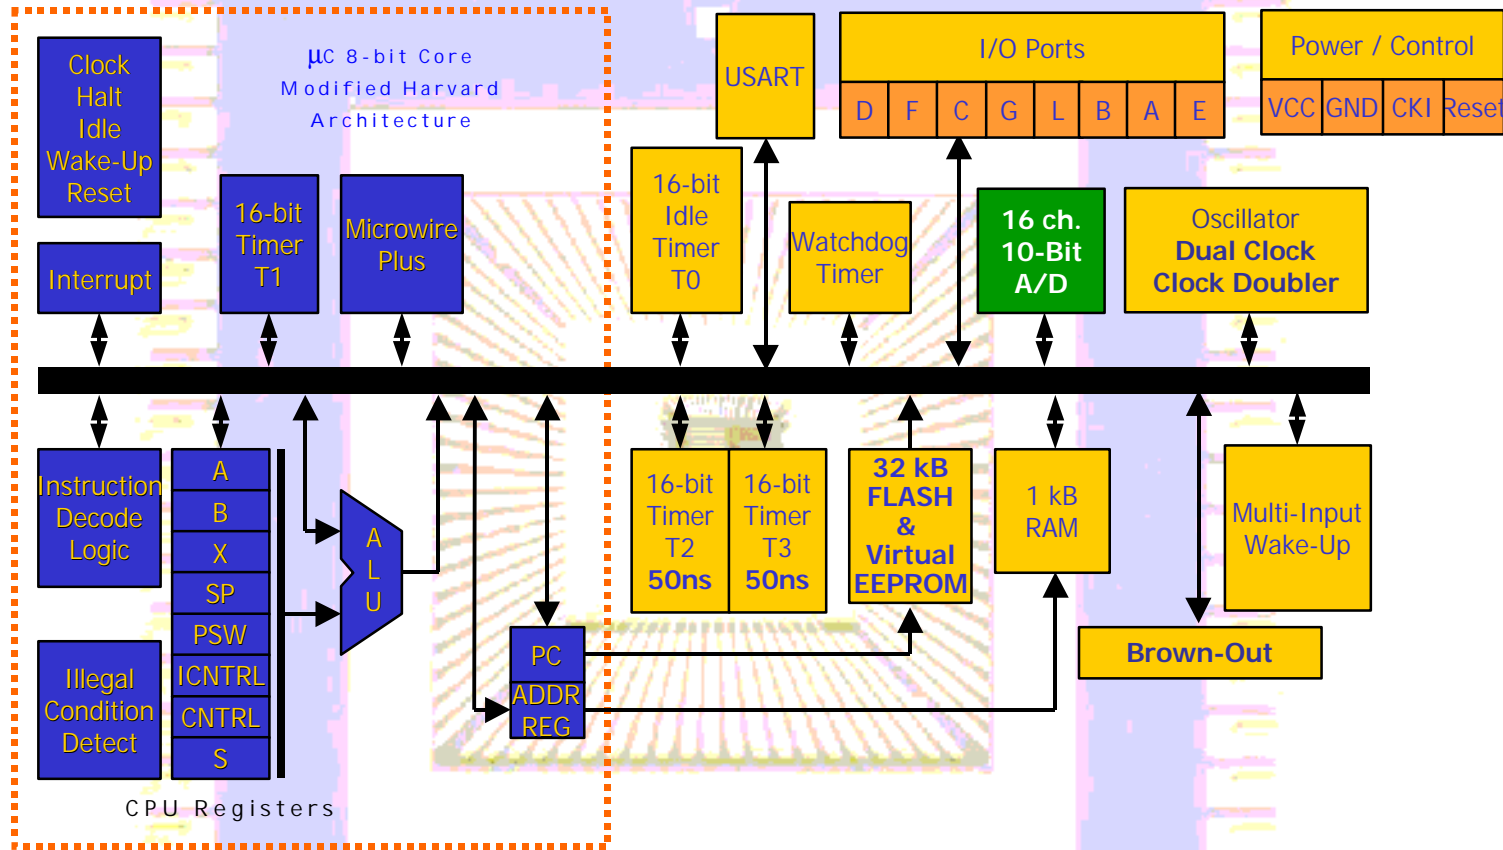 Clock
Halt
Idle
Wake-Up
Reset
µC 8-bit Core
Modified Harvard
Architecture
Interrupt
16-bit
Timer
T1
Microwire
Plus
USART
I/O Ports
D F C G L B A E
Power / Control
VCC GND CKI Reset
16-bit
Idle
Timer
T0
Watchdog
Timer
16 ch.
10-Bit
A/D
Oscillator
Dual Clock
Clock Doubler
Instruction
Decode
Logic
Illegal
Condition
Detect
A
B
X
SP
PSW
ICNTRL
CNTRL
S
CPU Registers
A
L
U
PC
ADDR
REG
16-bit
Timer
T2
50ns
16-bit
Timer
T3
50ns
32 kB
FLASH
&
Virtual
EEPROM
1 kB
RAM
Multi-Input
Wake-Up
Brown-Out